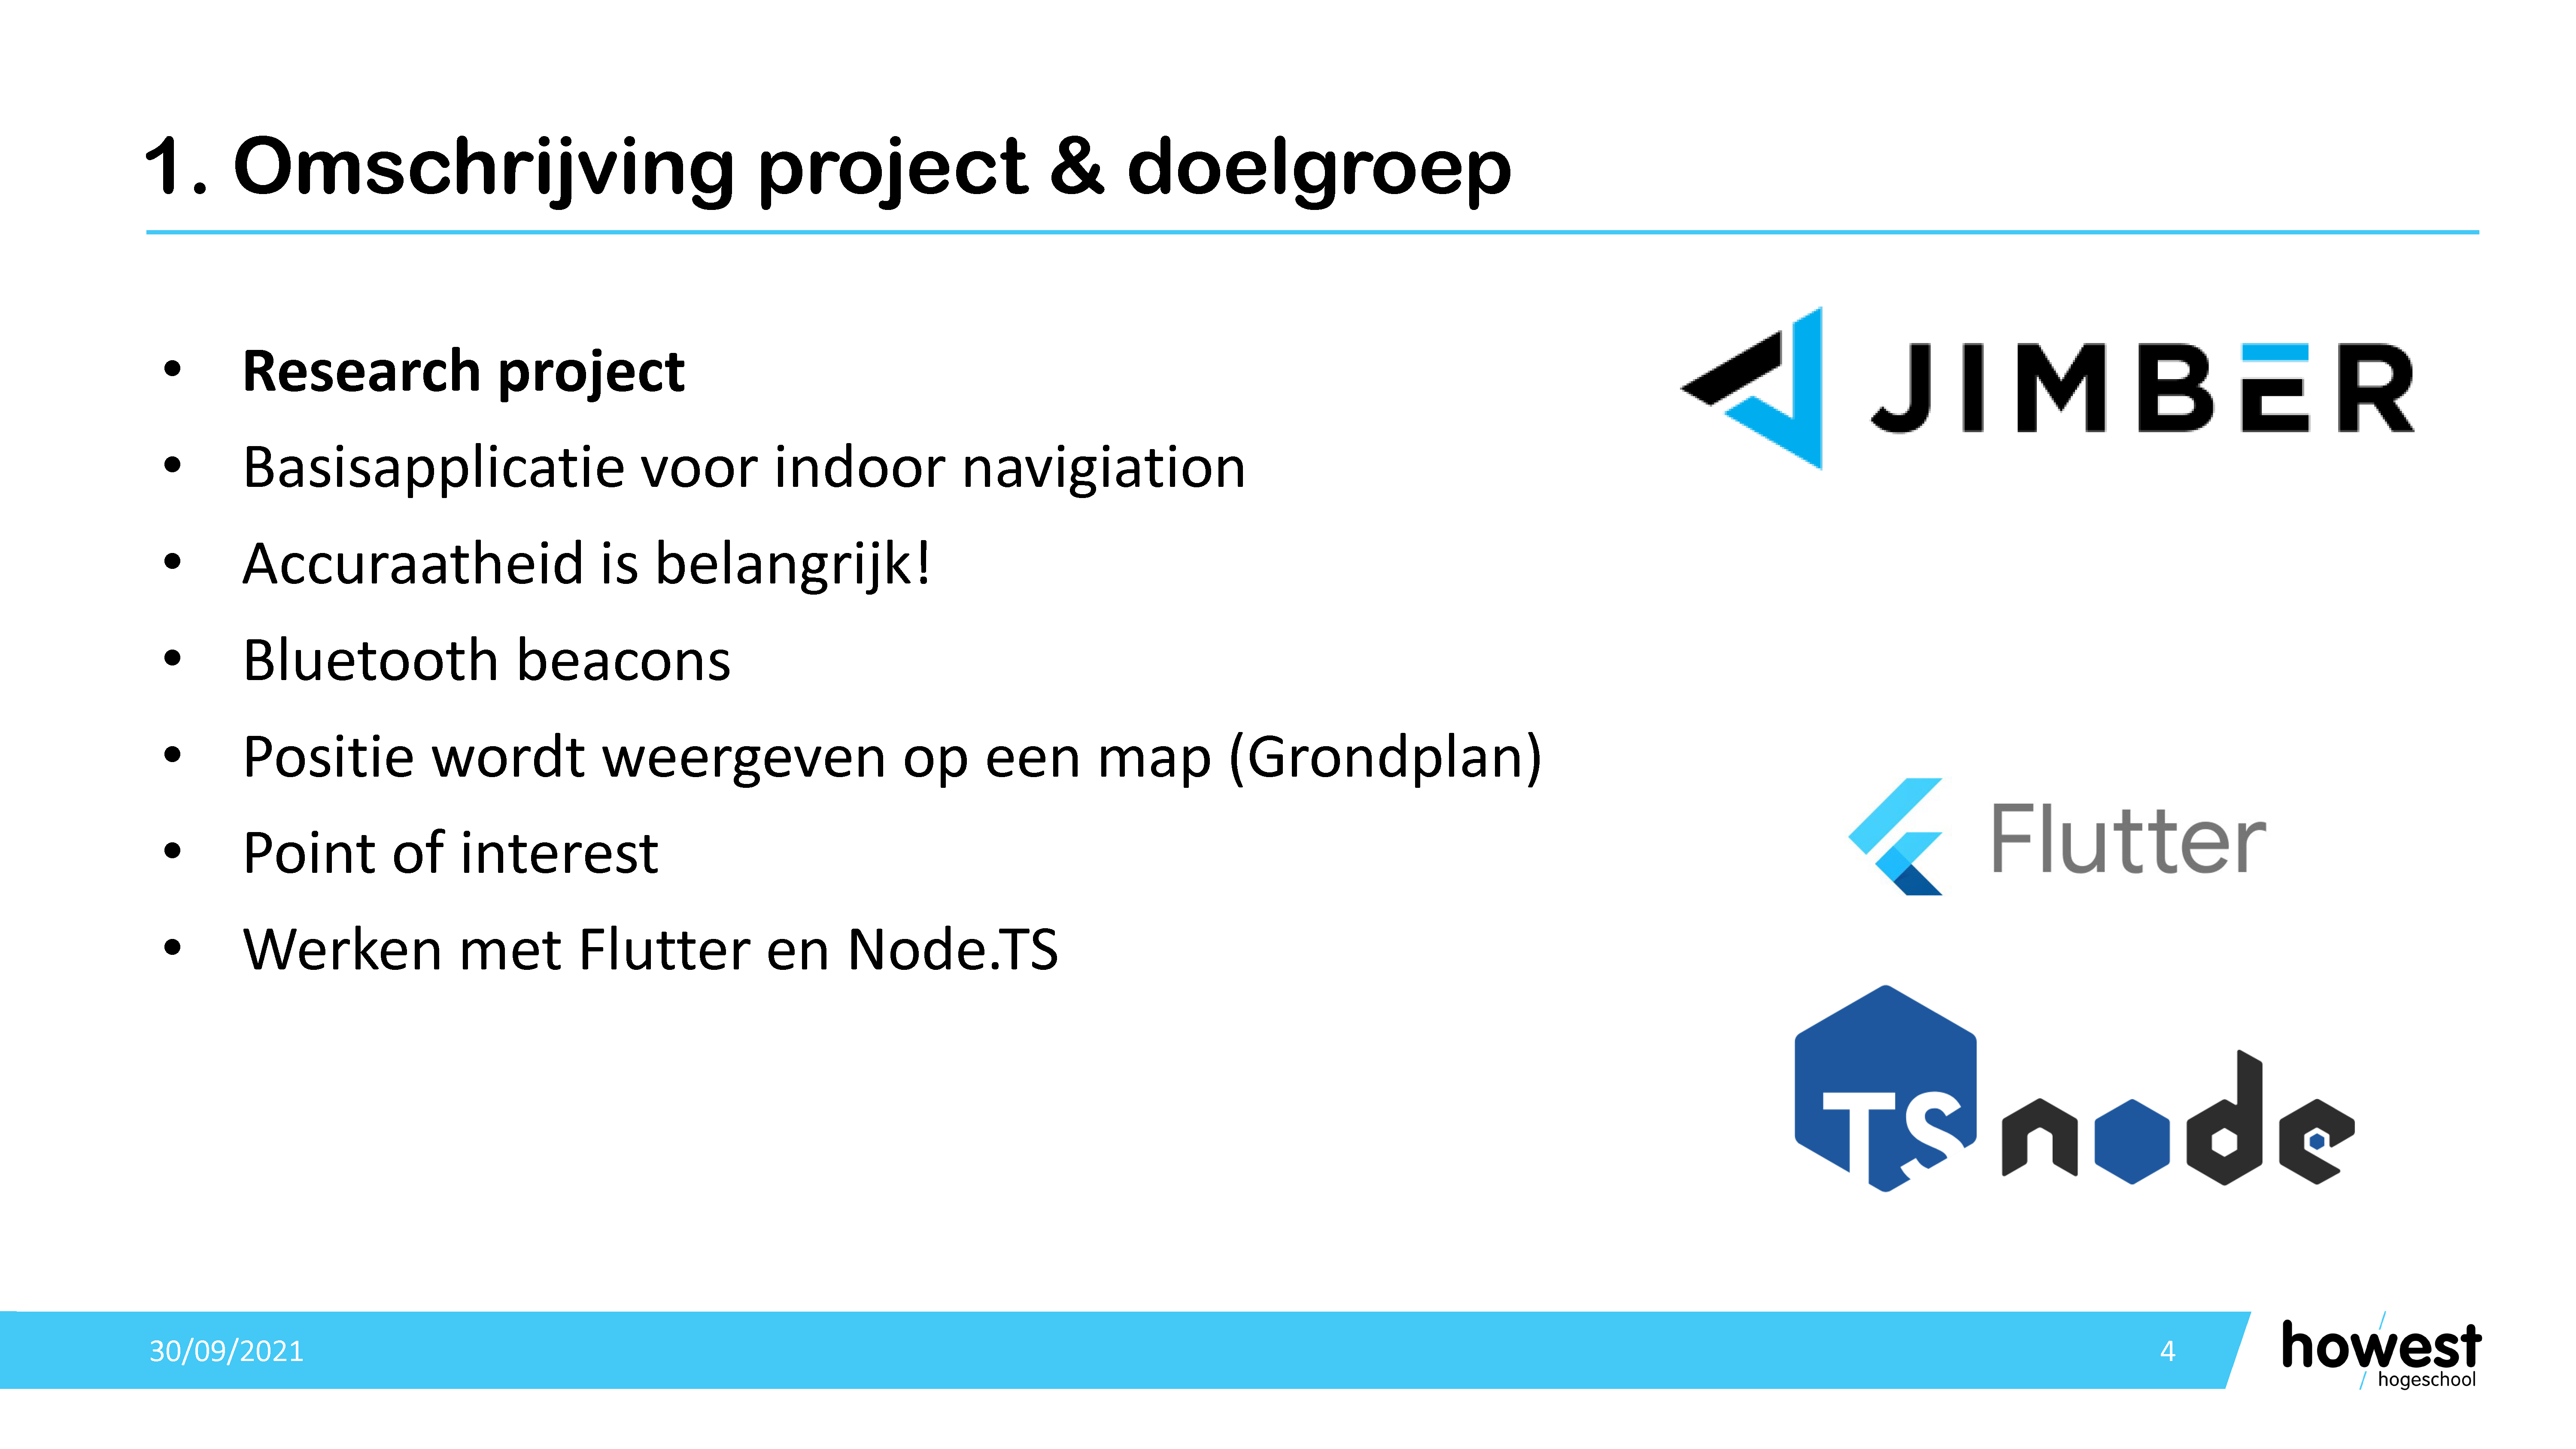 1. Omschrijving project & doelgroep
• Research project
• Basisapplicatie voor indoor navigiation
• Accuraatheid is belangrijk!
• Bluetooth beacons
• Positie wordt weergeven op een map (Grondplan)
• Point of interest
• Werken met Flutter en Node.TS
JIMBER
Flutter
TS node
30/09/2021
4
howest
hogeschool